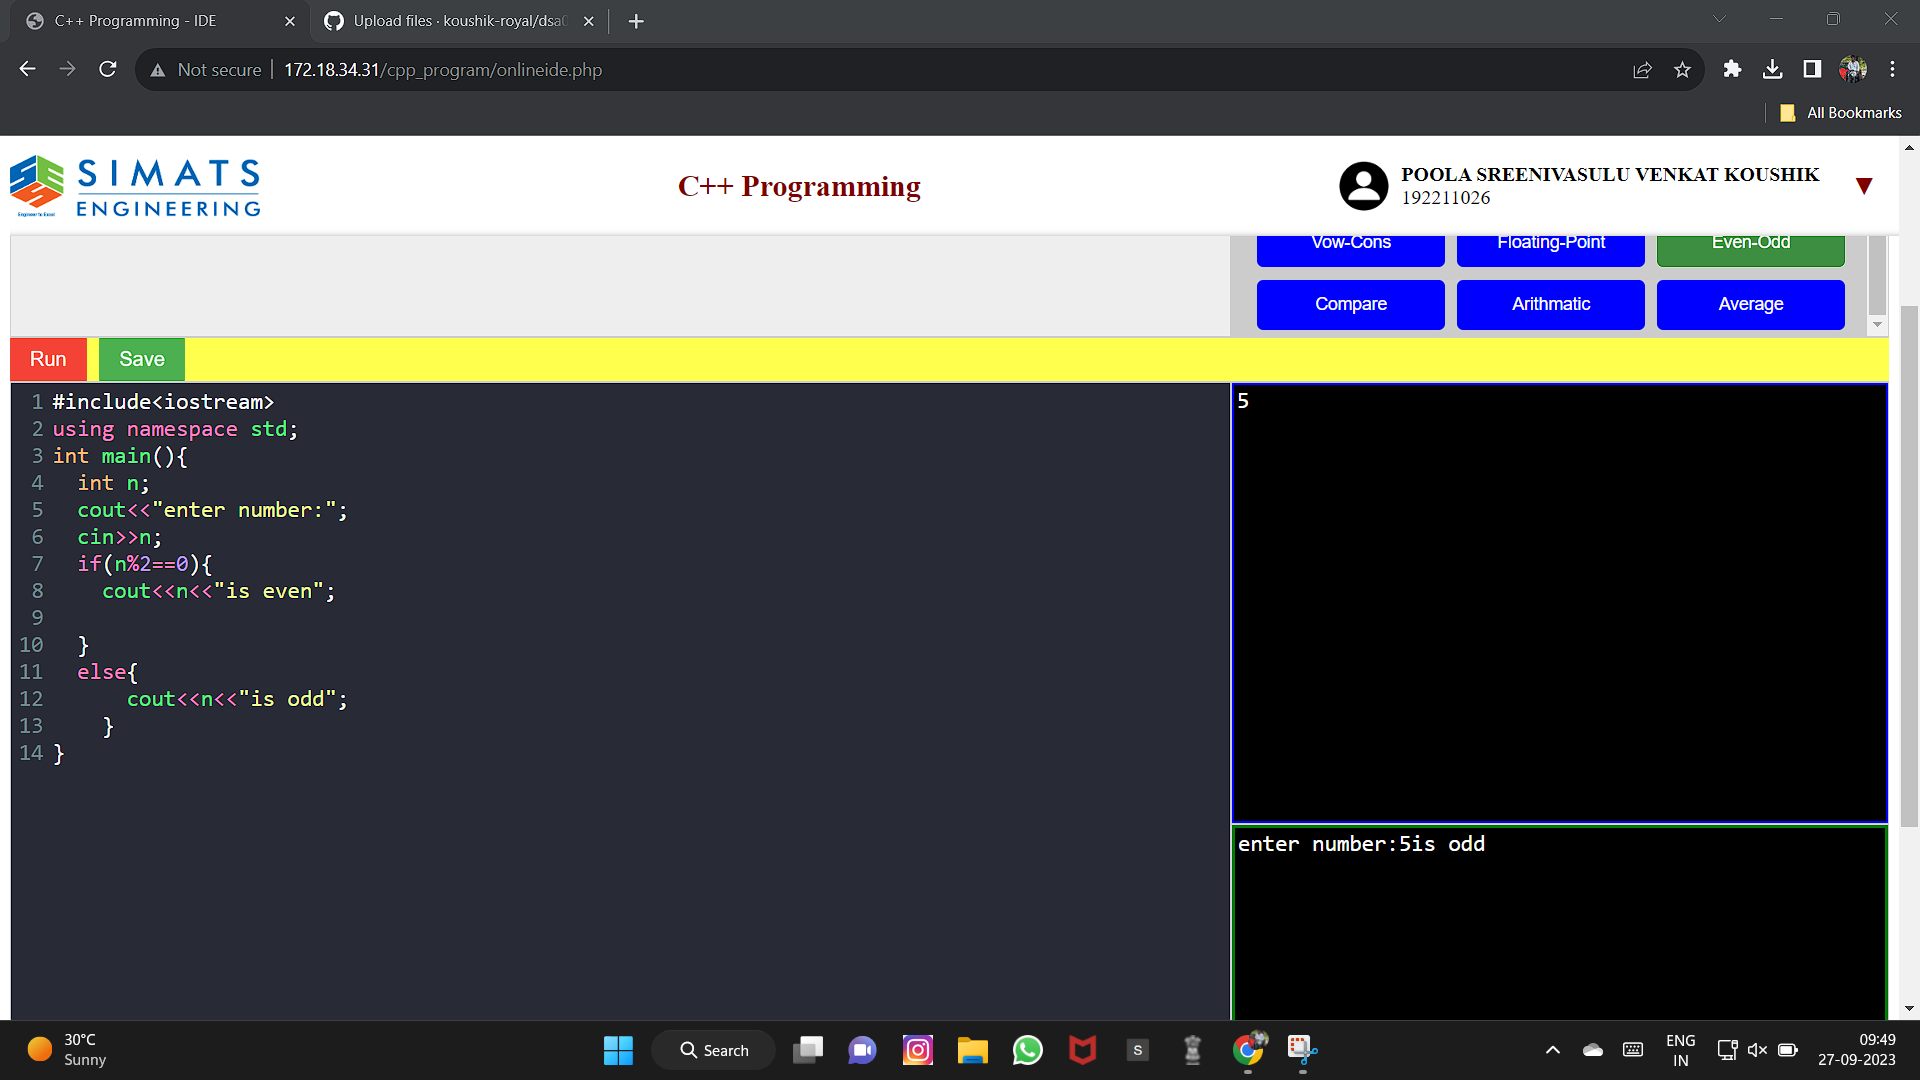 C++ Programming - IDE
Upload files · koushik-royal/dsa0
Not secure
172.18.34.31/cpp_program/onlineide.php
All Bookmarks
SIMATS
ENGINEERING
Engineer to Excel
C++ Programming
POOLA SREENIVASULU VENKAT KOUSHIK
192211026
Vow-Cons
Floating-Point
Even-Odd
Compare
Arithmatic
Average
Run
Save
1 #include<iostream>
2 using namespace std;
3 int main(){
4   int n;
5   cout<<"enter number:";
6   cin>>n;
7   if(n%2==0){
8     cout<<n<<"is even";
9
10   }
11   else{
12       cout<<n<<"is odd";
13     }
14 }
5
enter number:5is odd
30°C
Sunny
Search
S
ENG
IN
09:49
27-09-2023